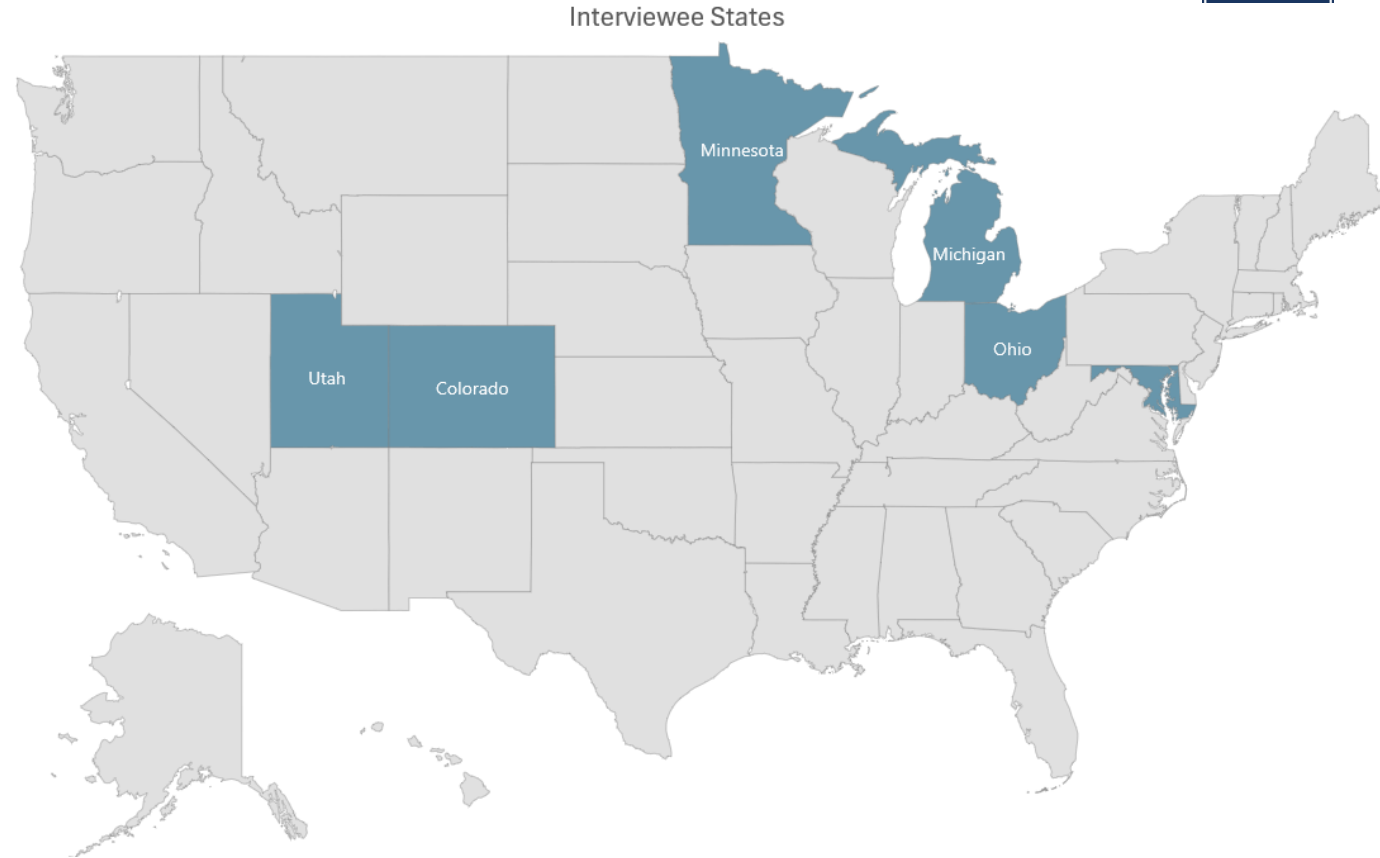 Interviewee States
Minnesota
Michigan
Ohio
Utah
Colorado